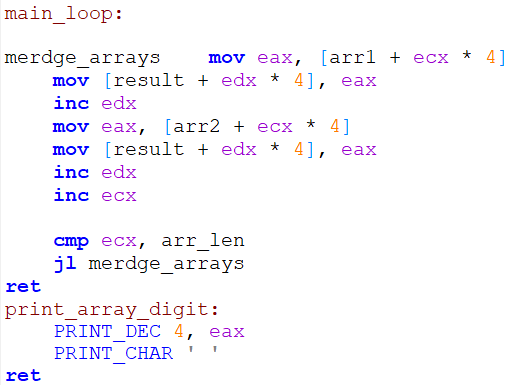 main_loop:
merdge_arrays    mov eax, [arr1 + ecx * 4]
    mov [result + edx * 4], eax
    inc edx
    mov eax, [arr2 + ecx * 4]
    mov [result + edx * 4], eax
    inc edx
    inc ecx
    cmp ecx, arr_len
    jl merdge_arrays
ret
print_array_digit:
    PRINT_DEC 4, eax
    PRINT_CHAR ' '
ret